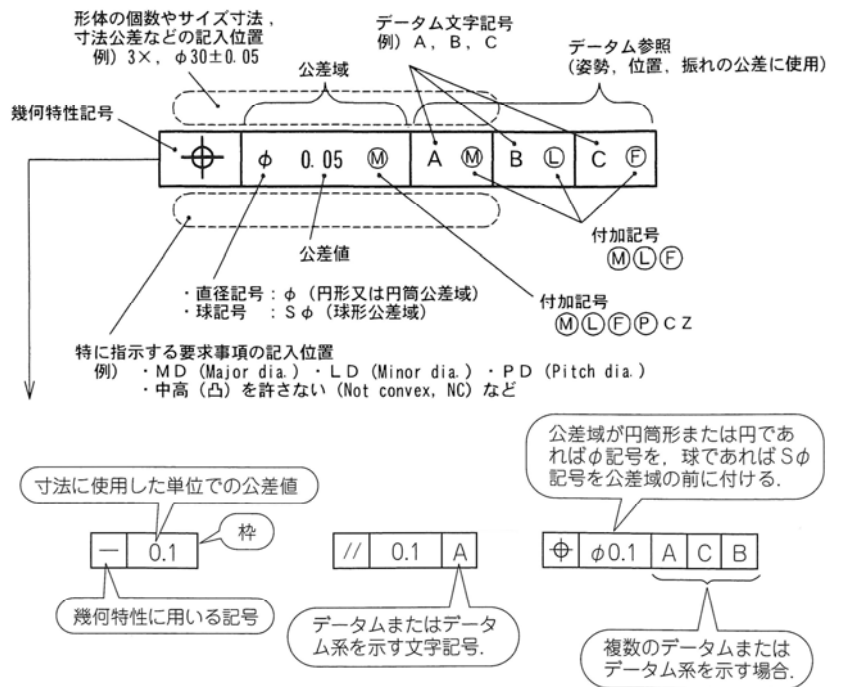 形体の個数やサイズ寸法，
寸法公差などの記入位置
例）3×，φ30±0.05
データム文字記号
例）A，B，C
データム参照
（姿勢，位置，振れの公差に使用）
公差域
幾何特性記号
⌖ φ 0.05 Ⓜ A Ⓜ B Ⓛ C Ⓕ
公差値
付加記号
ⓂⓁⒻ
・直径記号：φ（円形又は円筒公差域）
・球記号 ：Sφ（球形公差域）
付加記号
ⓂⓁⒻⓅCZ
特に指示する要求事項の記入位置
例） ・MD（Major dia.）・LD（Minor dia.）・PD（Pitch dia.）
・中高（凸）を許さない（Not convex, NC）など
公差域が円筒形または円であ
ればφ記号を，球であればSφ
記号を公差域の前に付ける．
寸法に使用した単位での公差値
枠
— 0.1
// 0.1 A
⌖ φ0.1 A C B
幾何特性に用いる記号
データムまたはデータ
ム系を示す文字記号．
複数のデータムまたは
データム系を示す場合．